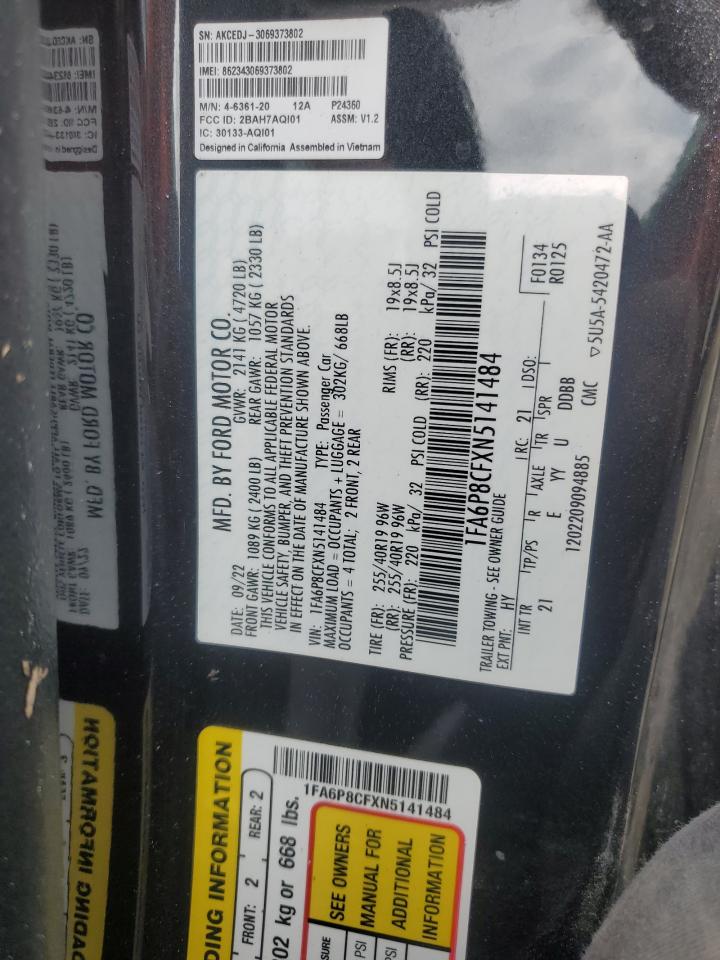 SN: AKCEDJ-3069373802
IMEI: 862343069373802
M/N: 4-6361-20 12A P24360
FCC ID: 2BAH7AQI01 ASSM: V1.2
IC: 30133-AQI01
Designed in California Assembled in Vietnam
MFD. BY FORD MOTOR CO.
DATE: 09/22 GVWR: 2141 KG ( 4720 LB)
FRONT GAWR: 1089 KG ( 2400 LB) REAR GAWR: 1057 KG ( 2330 LB)
THIS VEHICLE CONFORMS TO ALL APPLICABLE FEDERAL MOTOR
VEHICLE SAFETY, BUMPER, AND THEFT PREVENTION STANDARDS
IN EFFECT ON THE DATE OF MANUFACTURE SHOWN ABOVE.
VIN: 1FA6P8CFXN5141484 TYPE: Passenger Car
MAXIMUM LOAD = OCCUPANTS + LUGGAGE = 302KG/ 668LB
OCCUPANTS = 4 TOTAL; 2 FRONT, 2 REAR
TIRE (FR): 255/40R19 96W RIMS (FR): 19x8.5J
(RR): 255/40R19 96W (RR): 19x8.5J
PRESSURE (FR): 220 kPa/ 32 PSI COLD (RR): 220 kPa/ 32 PSI COLD
1FA6P8CFXN5141484
TRAILER TOWING - SEE OWNER GUIDE
EXT PNT: HY RC: 21 DSO: F0134
R0125
INT TR TP/PS R AXLE TR SPR
21 E YY U DDBB
1202209094885 CMC ▽5U5A-5420472-AA
DING INFORMATION
FRONT: 2 REAR: 2
302 kg or 668 lbs.
1FA6P8CFXN5141484
SEE OWNERS
MANUAL FOR
ADDITIONAL
INFORMATION
SSURE
PSI
PSI